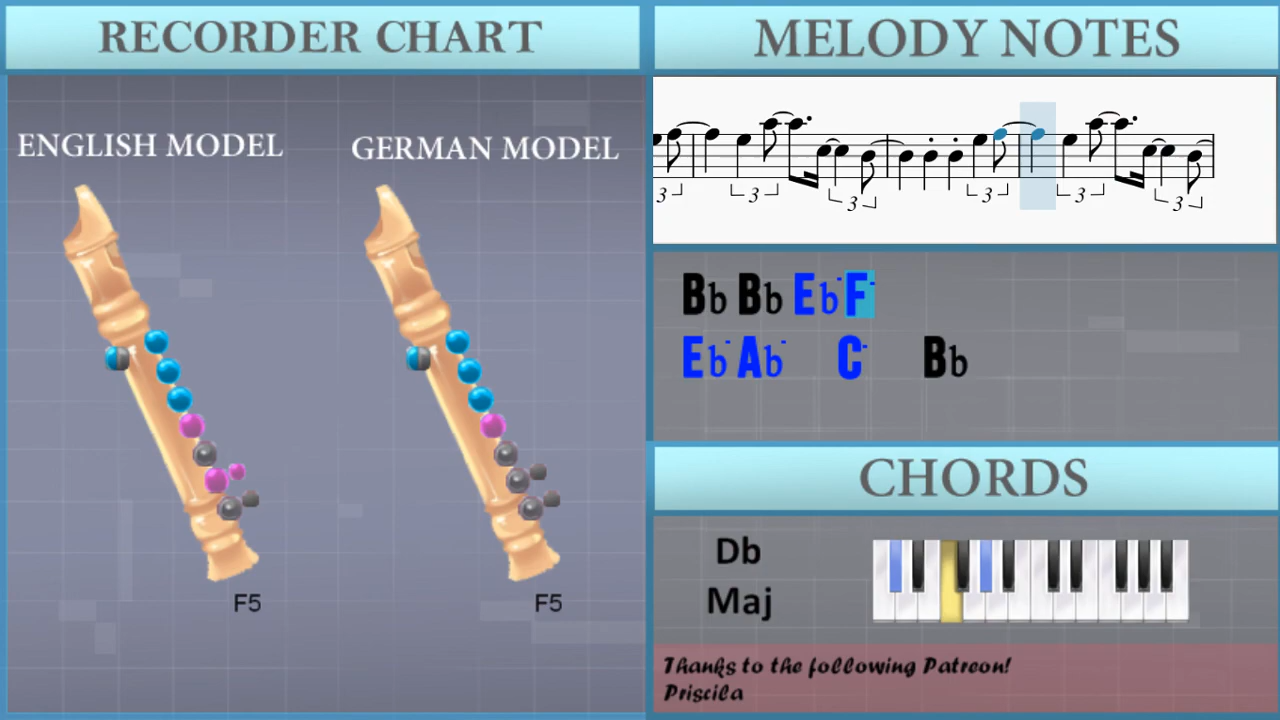 RECORDER CHART
ENGLISH MODEL
GERMAN MODEL
F5
F5
MELODY NOTES
3 3 3 3 3 3
Bb Bb Eb' F'
Eb' Ab' C' Bb
CHORDS
Db
Maj
Thanks to the following Patreon!
Priscila